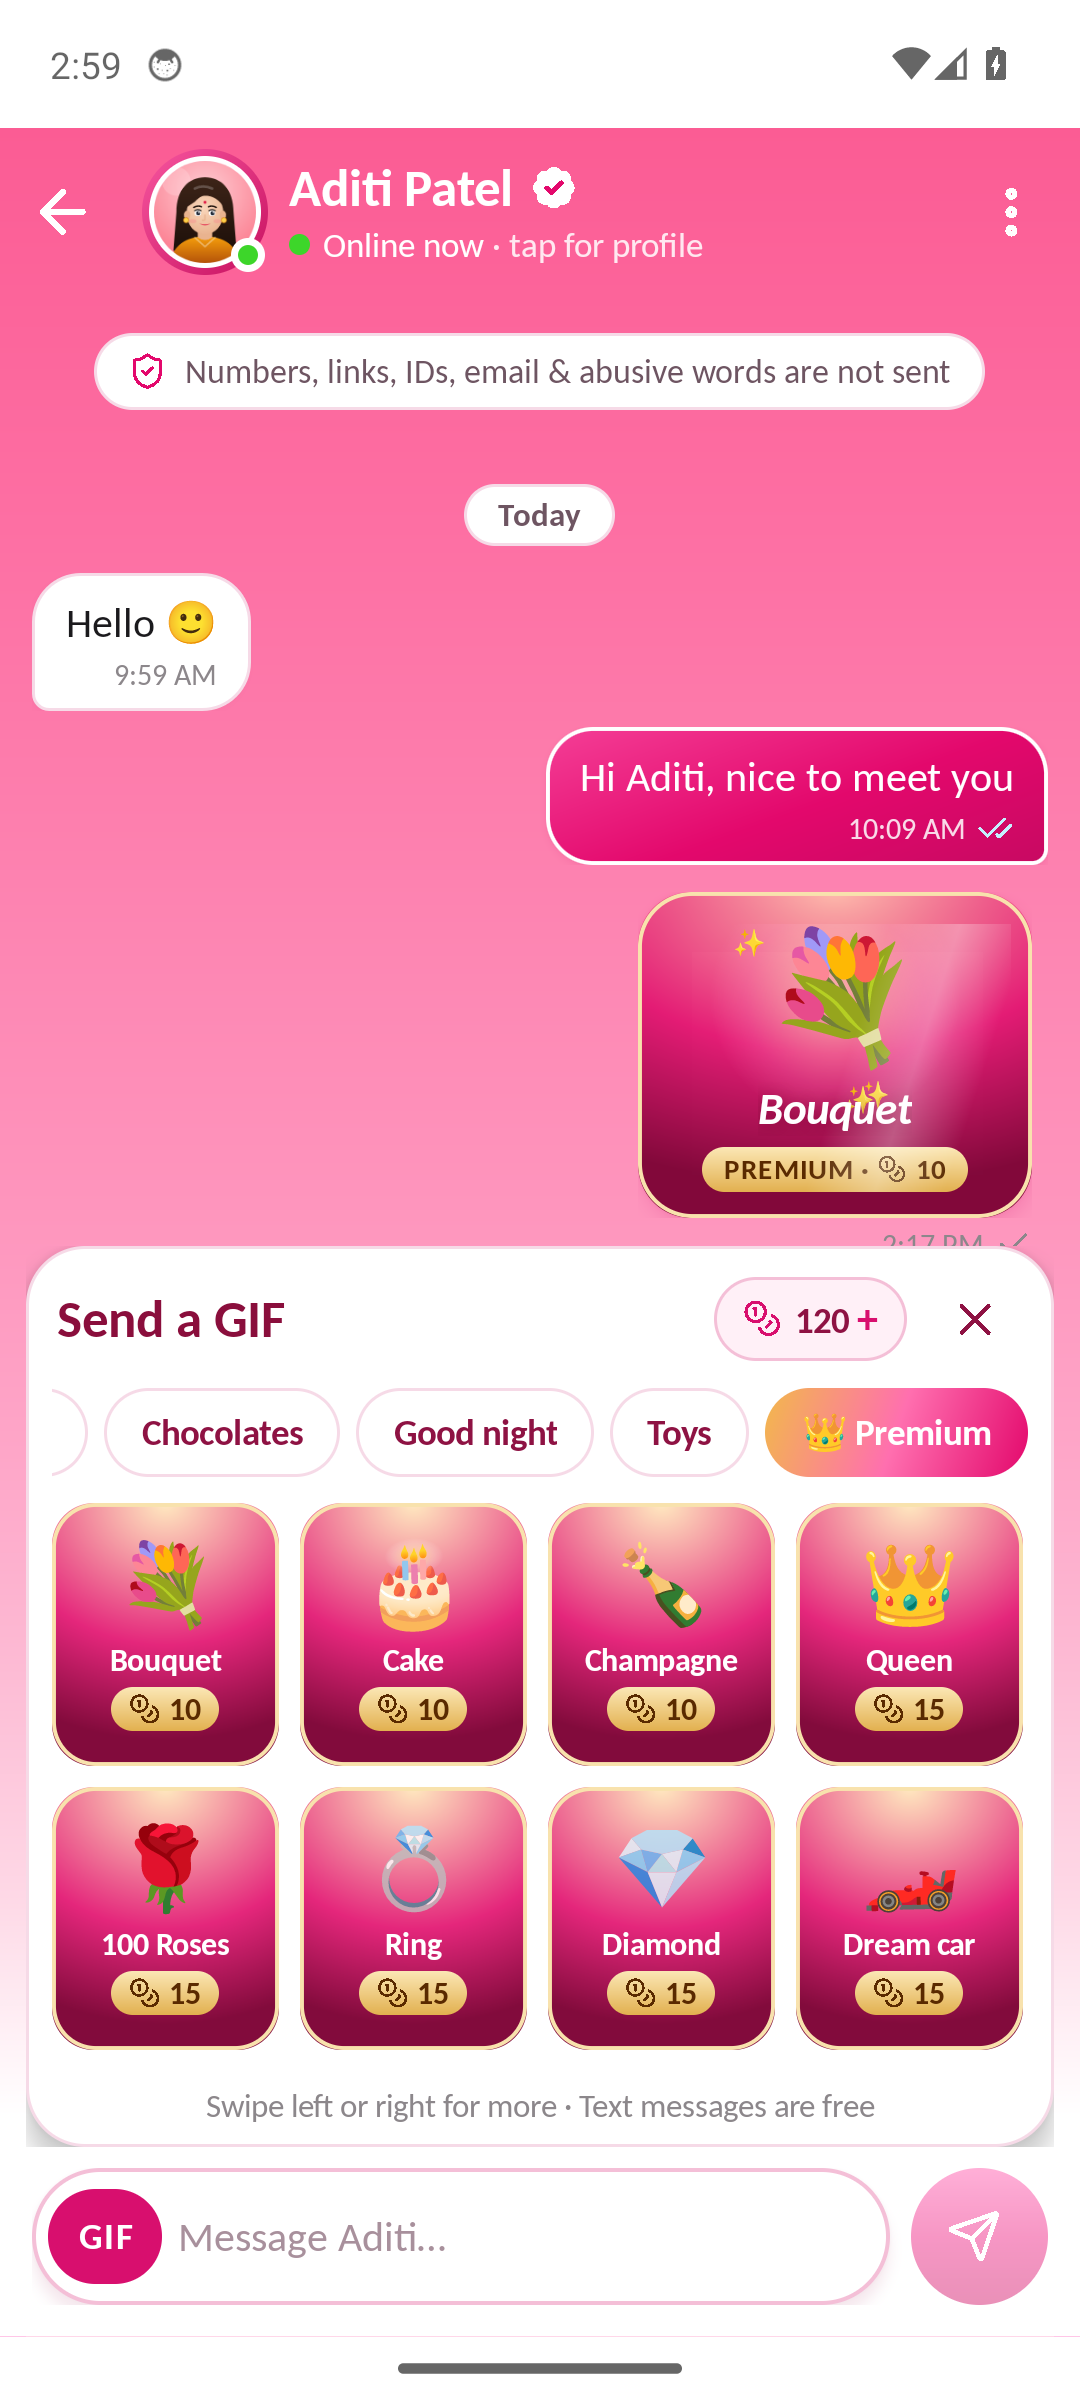 2:59
Aditi Patel
Online now · tap for profile
Numbers, links, IDs, email & abusive words are not sent
Today
Hello 🙂
9:59 AM
Hi Aditi, nice to meet you
10:09 AM
Bouquet
PREMIUM · 10
2:17 PM
Send a GIF
120 +
Chocolates
Good night
Toys
👑 Premium
Bouquet
10
Cake
10
Champagne
10
Queen
15
100 Roses
15
Ring
15
Diamond
15
Dream car
15
Swipe left or right for more · Text messages are free
GIF
Message Aditi...